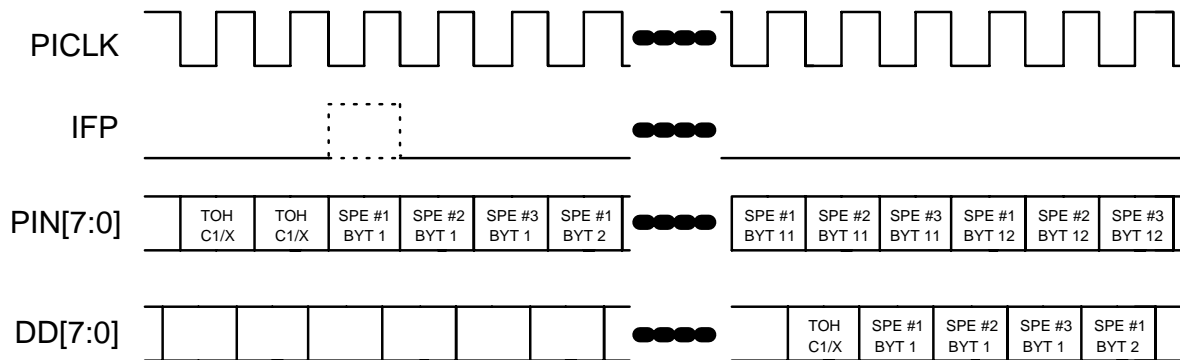 PICLK
IFP
PIN[7:0]
TOH
C1/X
TOH
C1/X
SPE #1
BYT 1
SPE #2
BYT 1
SPE #3
BYT 1
SPE #1
BYT 2
SPE #1
BYT 11
SPE #2
BYT 11
SPE #3
BYT 11
SPE #1
BYT 12
SPE #2
BYT 12
SPE #3
BYT 12
DD[7:0]
TOH
C1/X
SPE #1
BYT 1
SPE #2
BYT 1
SPE #3
BYT 1
SPE #1
BYT 2